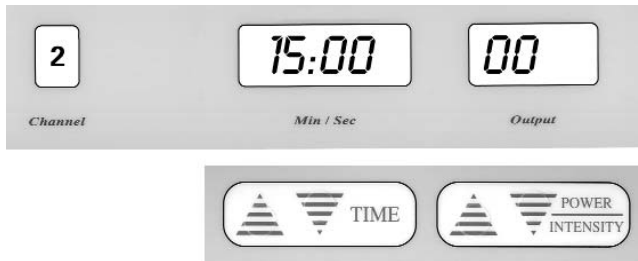 2 15:00 00
Channel Min / Sec Output
TIME POWER
INTENSITY